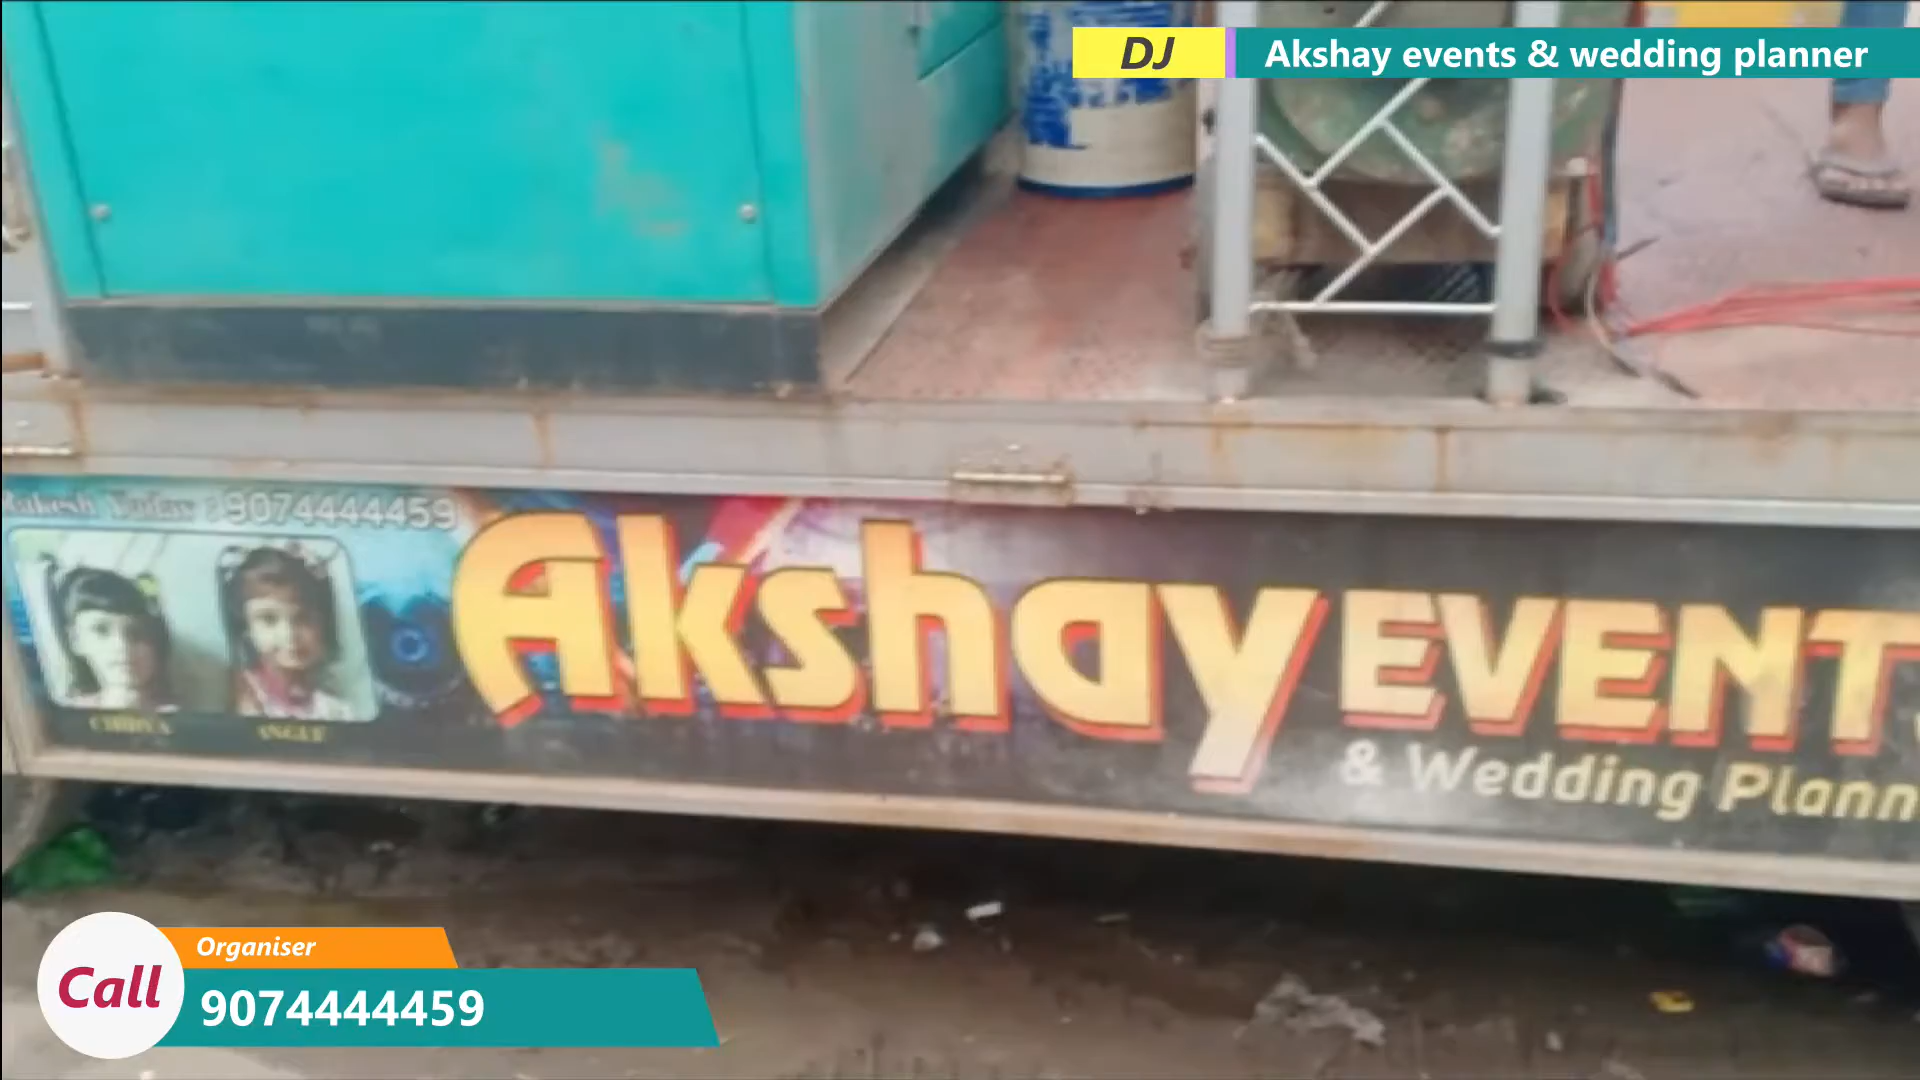 DJ
Akshay events & wedding planner
9074444459
Akshay EVENT
& Wedding Plann
Organiser
Call
9074444459